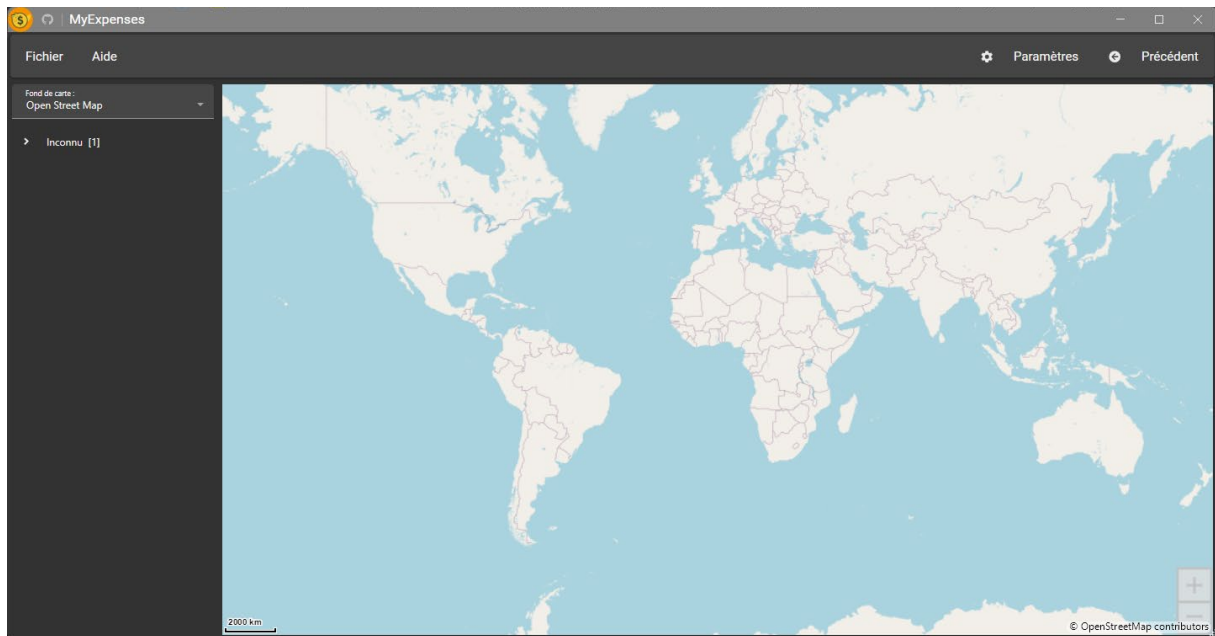 MyExpenses
Fichier Aide Paramètres Précédent
Fond de carte :
Open Street Map
Inconnu [1]
2000 km
© OpenStreetMap contributors